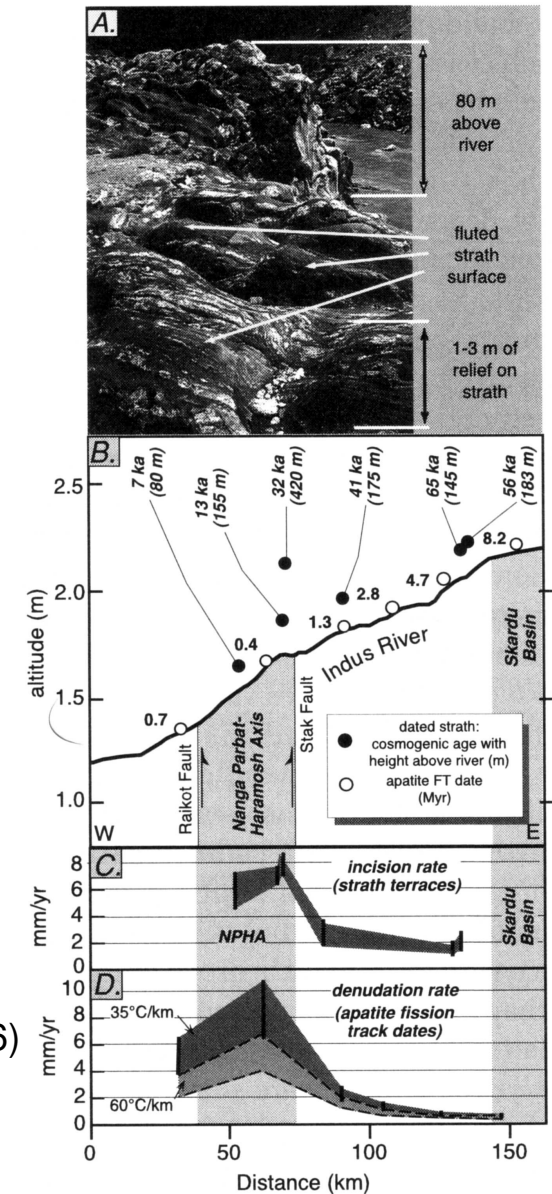 A.
80 m
above
river
fluted
strath
surface
1-3 m of
relief on
strath
B.
7 ka
(80 m)
13 ka
(155 m)
32 ka
(420 m)
41 ka
(175 m)
65 ka
(145 m)
56 ka
(183 m)
2.5
2.0
1.5
1.0
altitude (m)
0.7
0.4
1.3
2.8
4.7
8.2
Indus River
Skardu
Basin
Raikot Fault
Nanga Parbat-
Haramosh Axis
Stak Fault
dated strath:
cosmogenic age with
height above river (m)
apatite FT date
(Myr)
W
E
C.
8
6
4
2
0
mm/yr
incision rate
(strath terraces)
NPHA
Skardu
Basin
D.
10
8
6
4
2
0
mm/yr
6)
denudation rate
(apatite fission
track dates)
35°C/km
60°C/km
0 50 100 150
Distance (km)